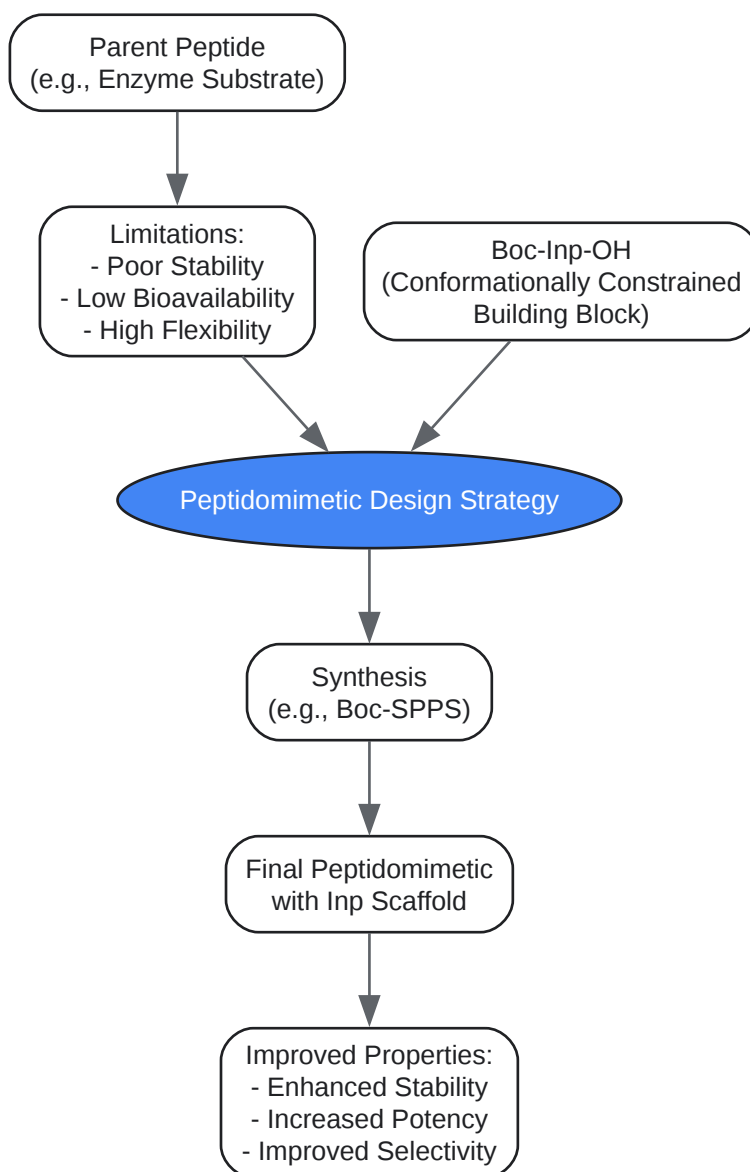 Parent Peptide
(e.g., Enzyme Substrate)
Limitations:
- Poor Stability
- Low Bioavailability
- High Flexibility
Boc-Inp-OH
(Conformationally Constrained
Building Block)
Peptidomimetic Design Strategy
Synthesis
(e.g., Boc-SPPS)
Final Peptidomimetic
with Inp Scaffold
Improved Properties:
- Enhanced Stability
- Increased Potency
- Improved Selectivity